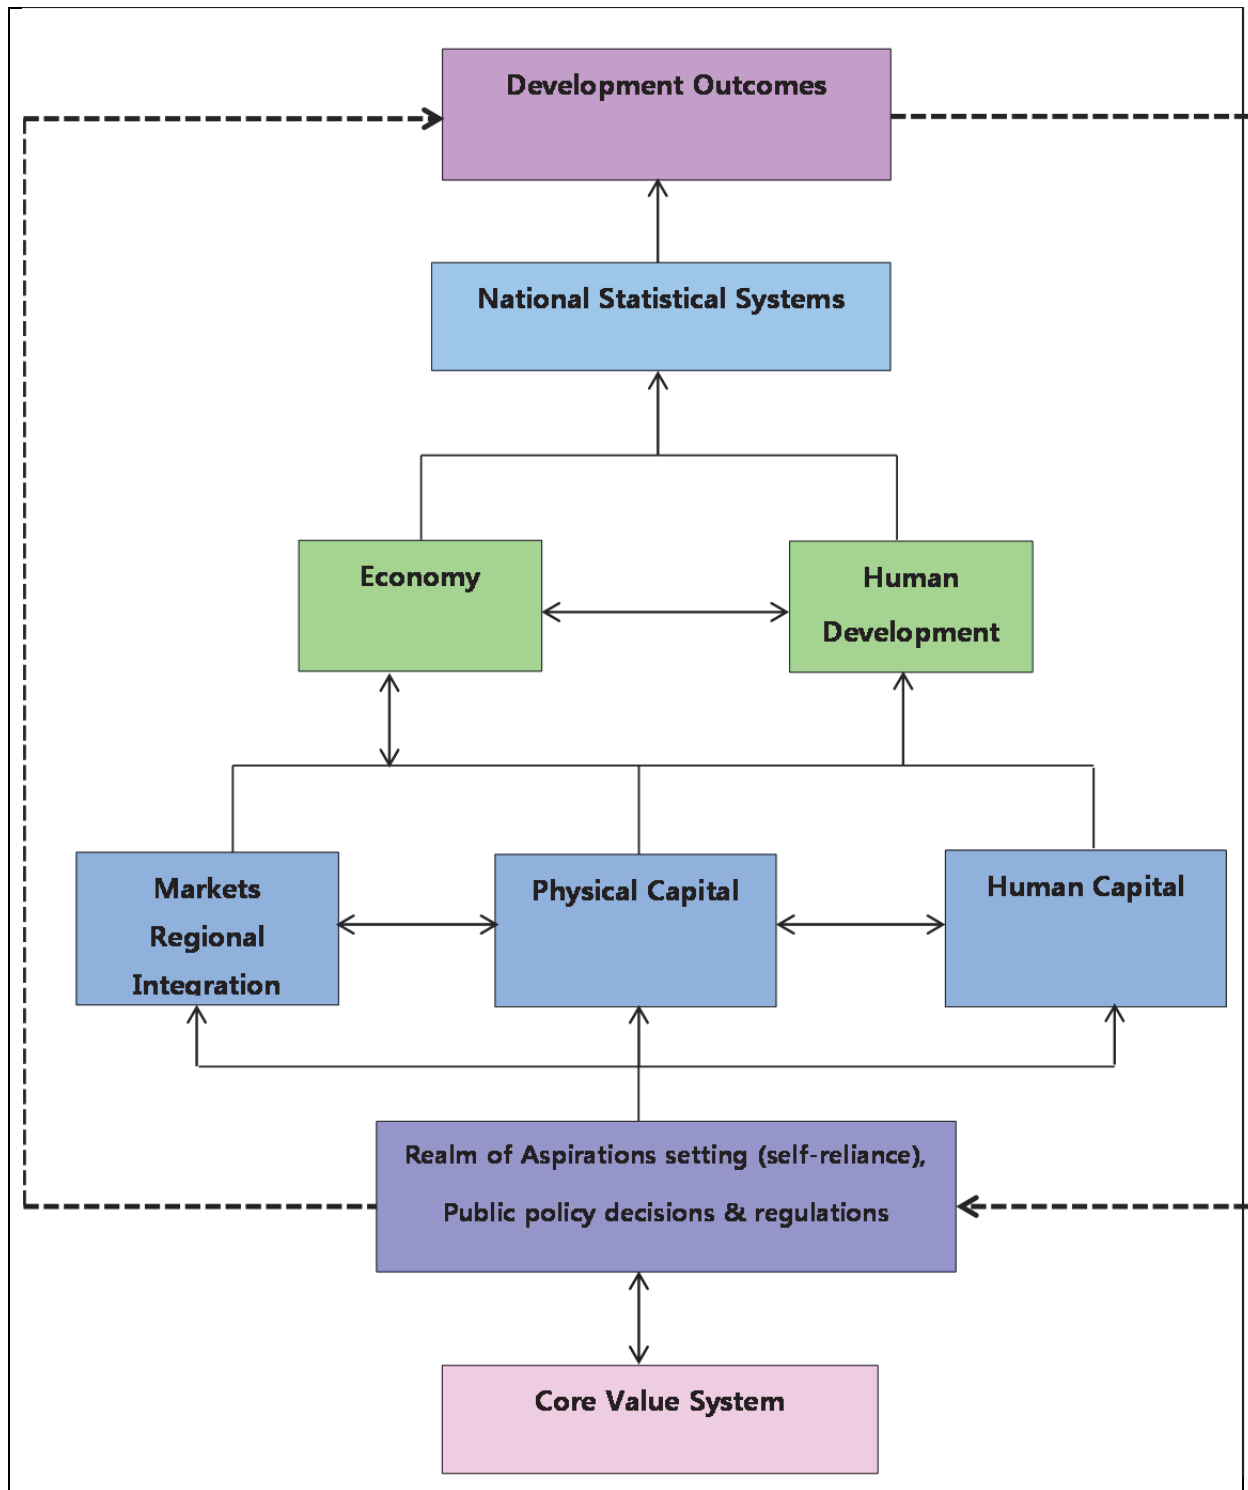 Development Outcomes
National Statistical Systems
Economy
Human
Development
Markets
Regional
Integration
Physical Capital
Human Capital
Realm of Aspirations setting (self-reliance),
Public policy decisions & regulations
Core Value System